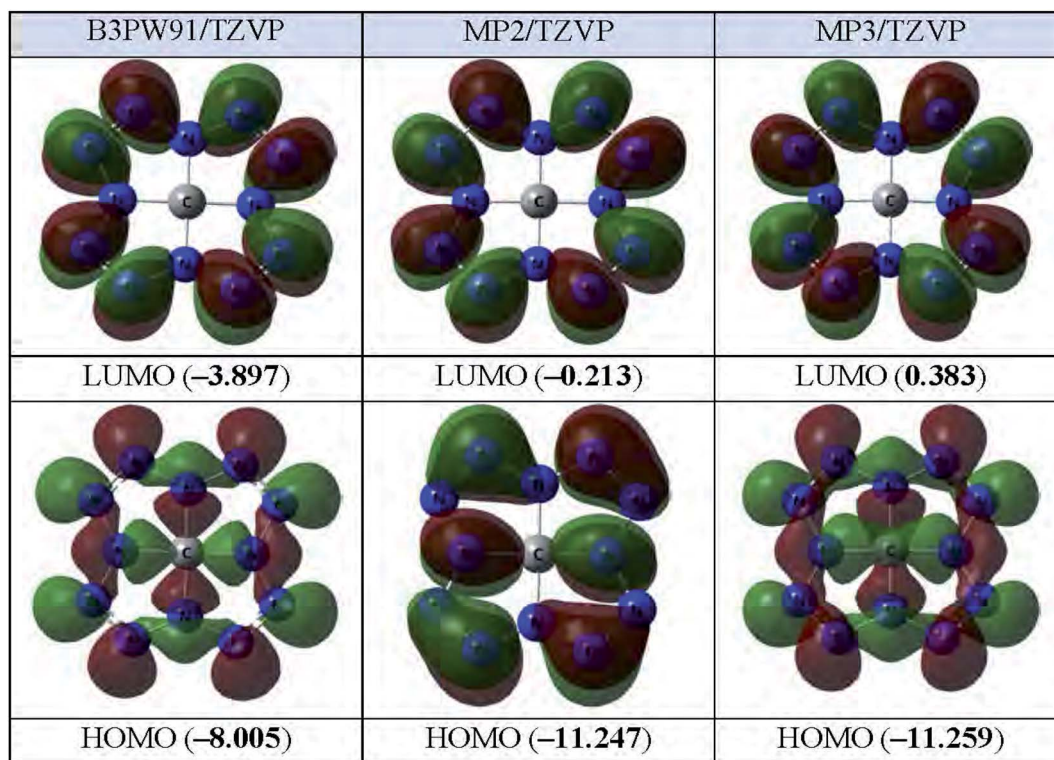 B3PW91/TZVP MP2/TZVP MP3/TZVP
N N N
N C N N C N N C N
N N N
LUMO (–3.897) LUMO (–0.213) LUMO (0.383)
N N N
C C C
N N
HOMO (–8.005) HOMO (–11.247) HOMO (–11.259)